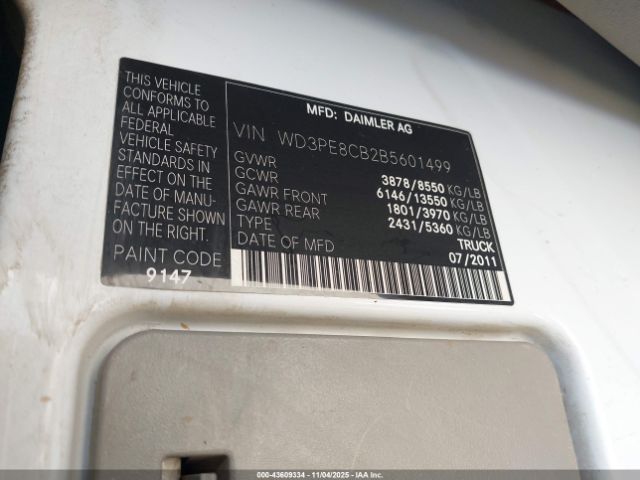 THIS VEHICLE
CONFORMS TO
ALL APPLICABLE
FEDERAL
VEHICLE SAFETY
STANDARDS IN
EFFECT ON THE
DATE OF MANU-
FACTURE SHOWN
ON THE RIGHT.
PAINT CODE
9147
MFD: DAIMLER AG
VIN WD3PE8CB2B5601499
GVWR 3878/8550 KG/LB
GCWR 6146/13550 KG/LB
GAWR FRONT 1801/3970 KG/LB
GAWR REAR 2431/5360 KG/LB
TYPE TRUCK
DATE OF MFD 07/2011
000-43609334 - 11/04/2025 - IAA, Inc.